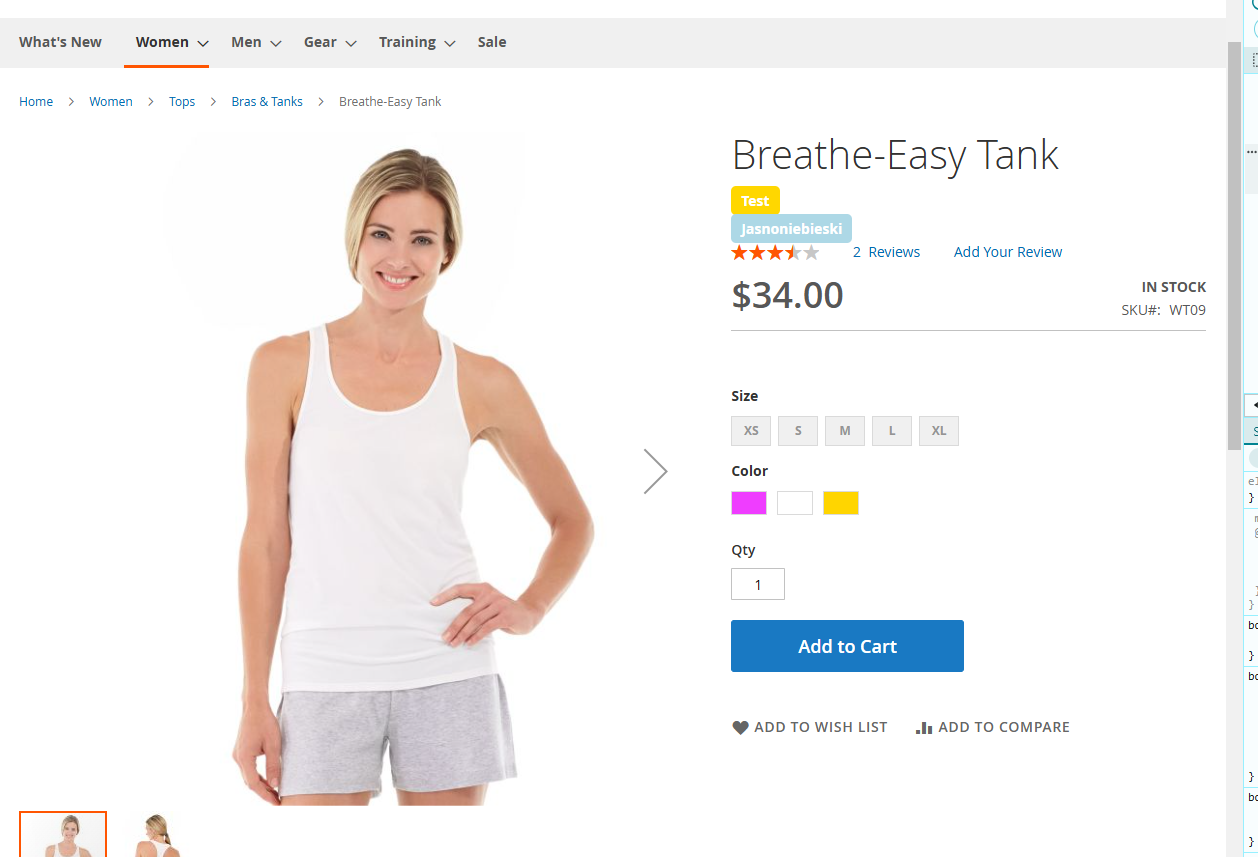 What's New Women Men Gear Training Sale
Home Women Tops Bras & Tanks Breathe-Easy Tank
Breathe-Easy Tank
Test
Jasnoniebieski
2 Reviews Add Your Review
$34.00
IN STOCK
SKU#: WT09
Size
XS S M L XL
Color
Qty
1
Add to Cart
ADD TO WISH LIST ADD TO COMPARE
}
}
}
}
}
}